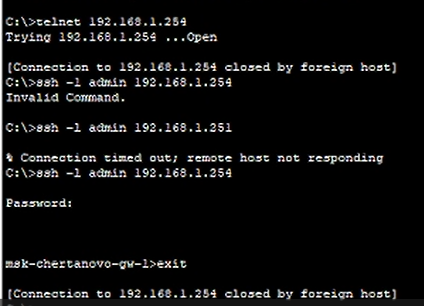 C:\>telnet 192.168.1.254
Trying 192.168.1.254 ...Open
[Connection to 192.168.1.254 closed by foreign host]
C:\>ssh -l admin 192.168.1.254
Invalid Command.
C:\>ssh -l admin 192.168.1.251
% Connection timed out; remote host not responding
C:\>ssh -l admin 192.168.1.254
Password:
msk-chertanovo-gw-1>exit
[Connection to 192.168.1.254 closed by foreign host]